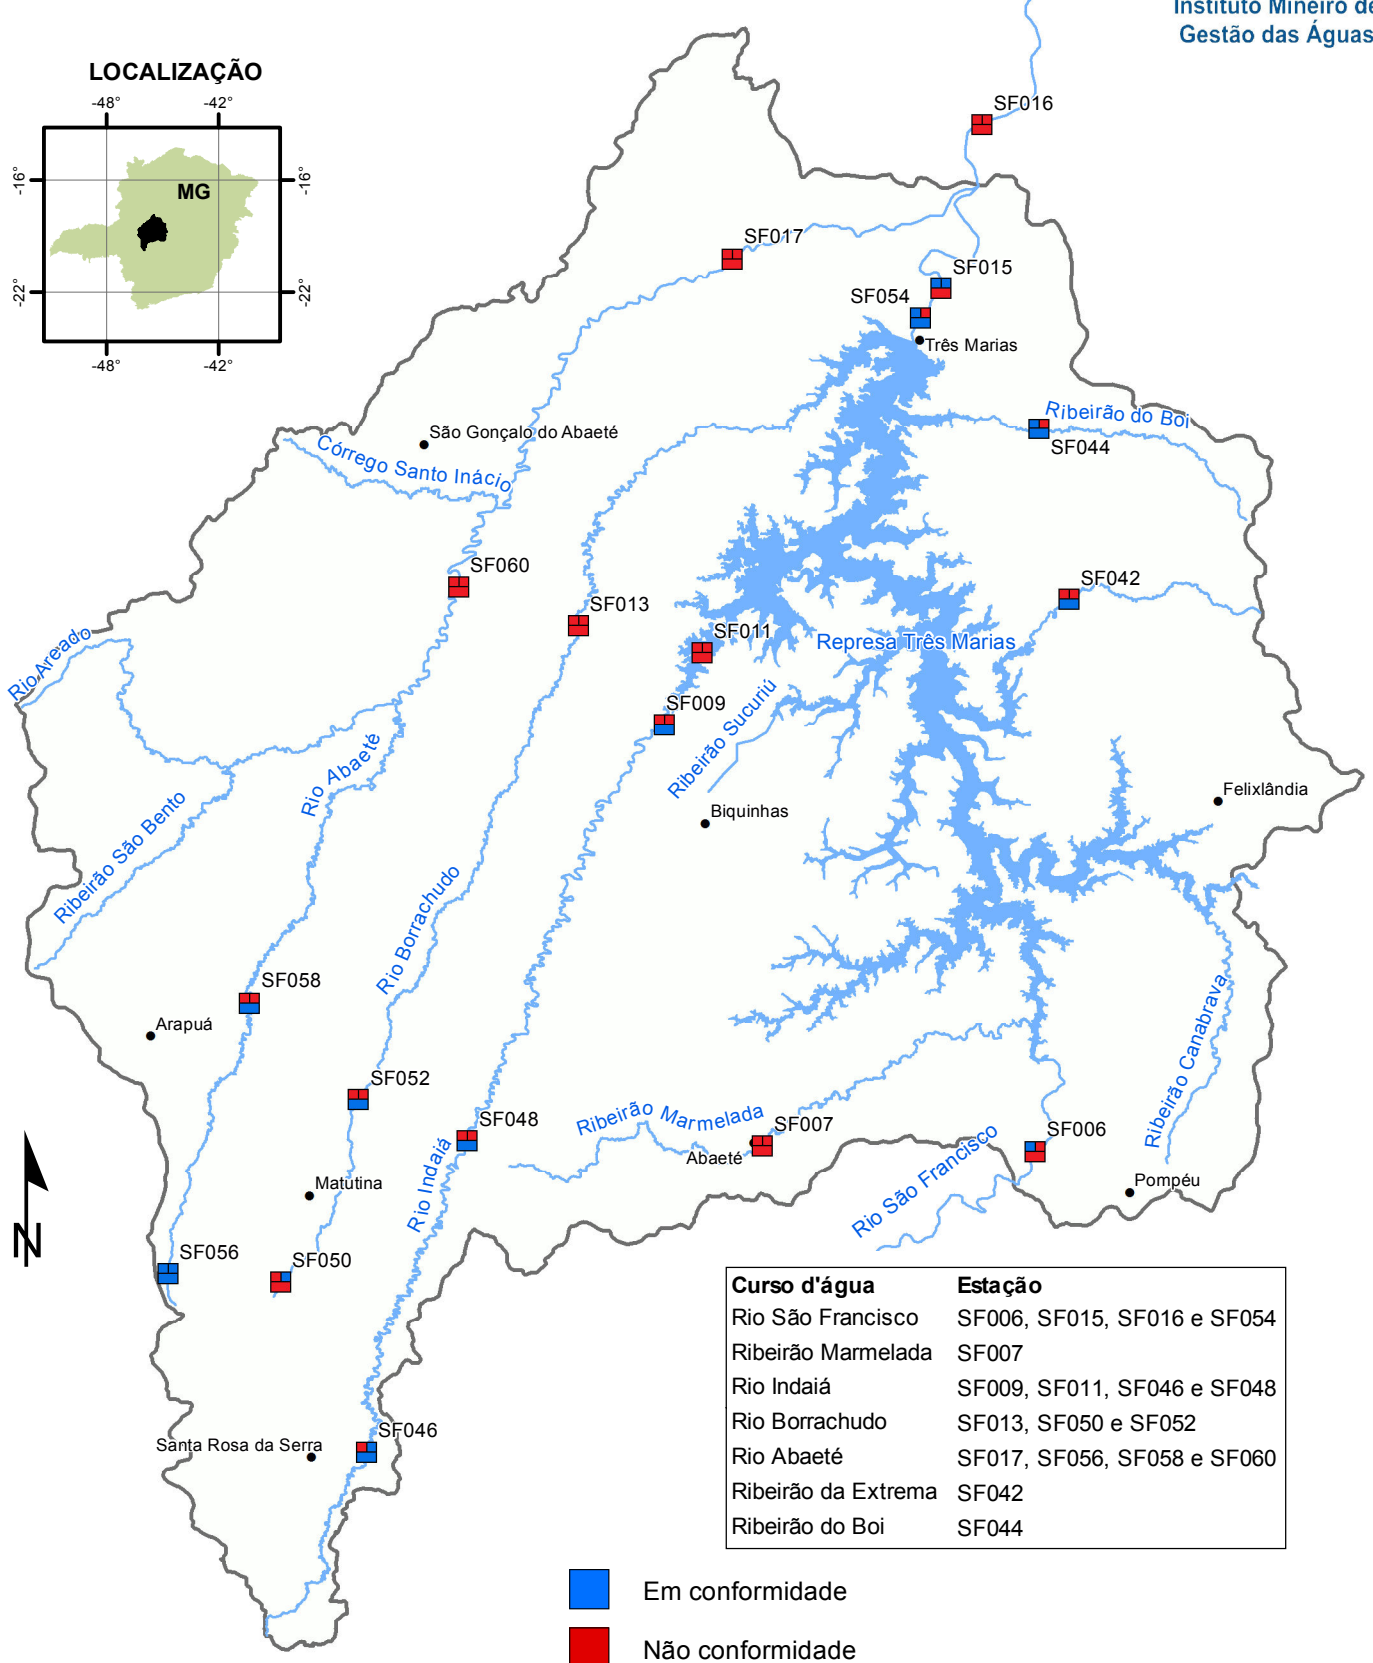 Instituto Mineiro de
Gestão das Águas
LOCALIZAÇÃO
-48° -42°
-16° MG -16°
-22° -22°
-48° -42°
SF016
SF017
SF015
SF054
Três Marias
Ribeirão do Boi
SF044
São Gonçalo do Abaeté
Córrego Santo Inácio
SF060
SF013
SF042
SF011
Represa Três Marias
Rio Areado
SF009
Ribeirão Sucuriú
Rio Abaeté
Felixlândia
Biquinhas
Ribeirão São Bento
Rio Borrachudo
SF058
Arapuá
Ribeirão Canabrava
SF052
SF048
Ribeirão Marmelada
SF007
Abaeté
SF006
Rio São Francisco
Pompéu
Rio Indaiá
Matutina
N
SF056
SF050
SF046
Santa Rosa da Serra
Curso d'água Estação
Rio São Francisco SF006, SF015, SF016 e SF054
Ribeirão Marmelada SF007
Rio Indaiá SF009, SF011, SF046 e SF048
Rio Borrachudo SF013, SF050 e SF052
Rio Abaeté SF017, SF056, SF058 e SF060
Ribeirão da Extrema SF042
Ribeirão do Boi SF044
Em conformidade
Não conformidade